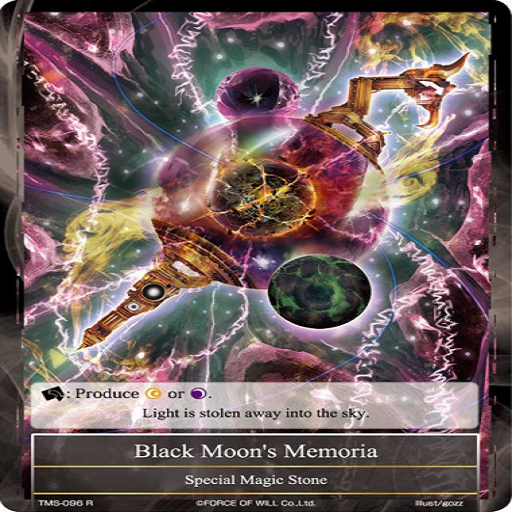 : Produce or .
Light is stolen away into the sky.
Black Moon's Memoria
Special Magic Stone
TMS-096 R ©FORCE OF WILL Co.,Ltd. Illust/gozz